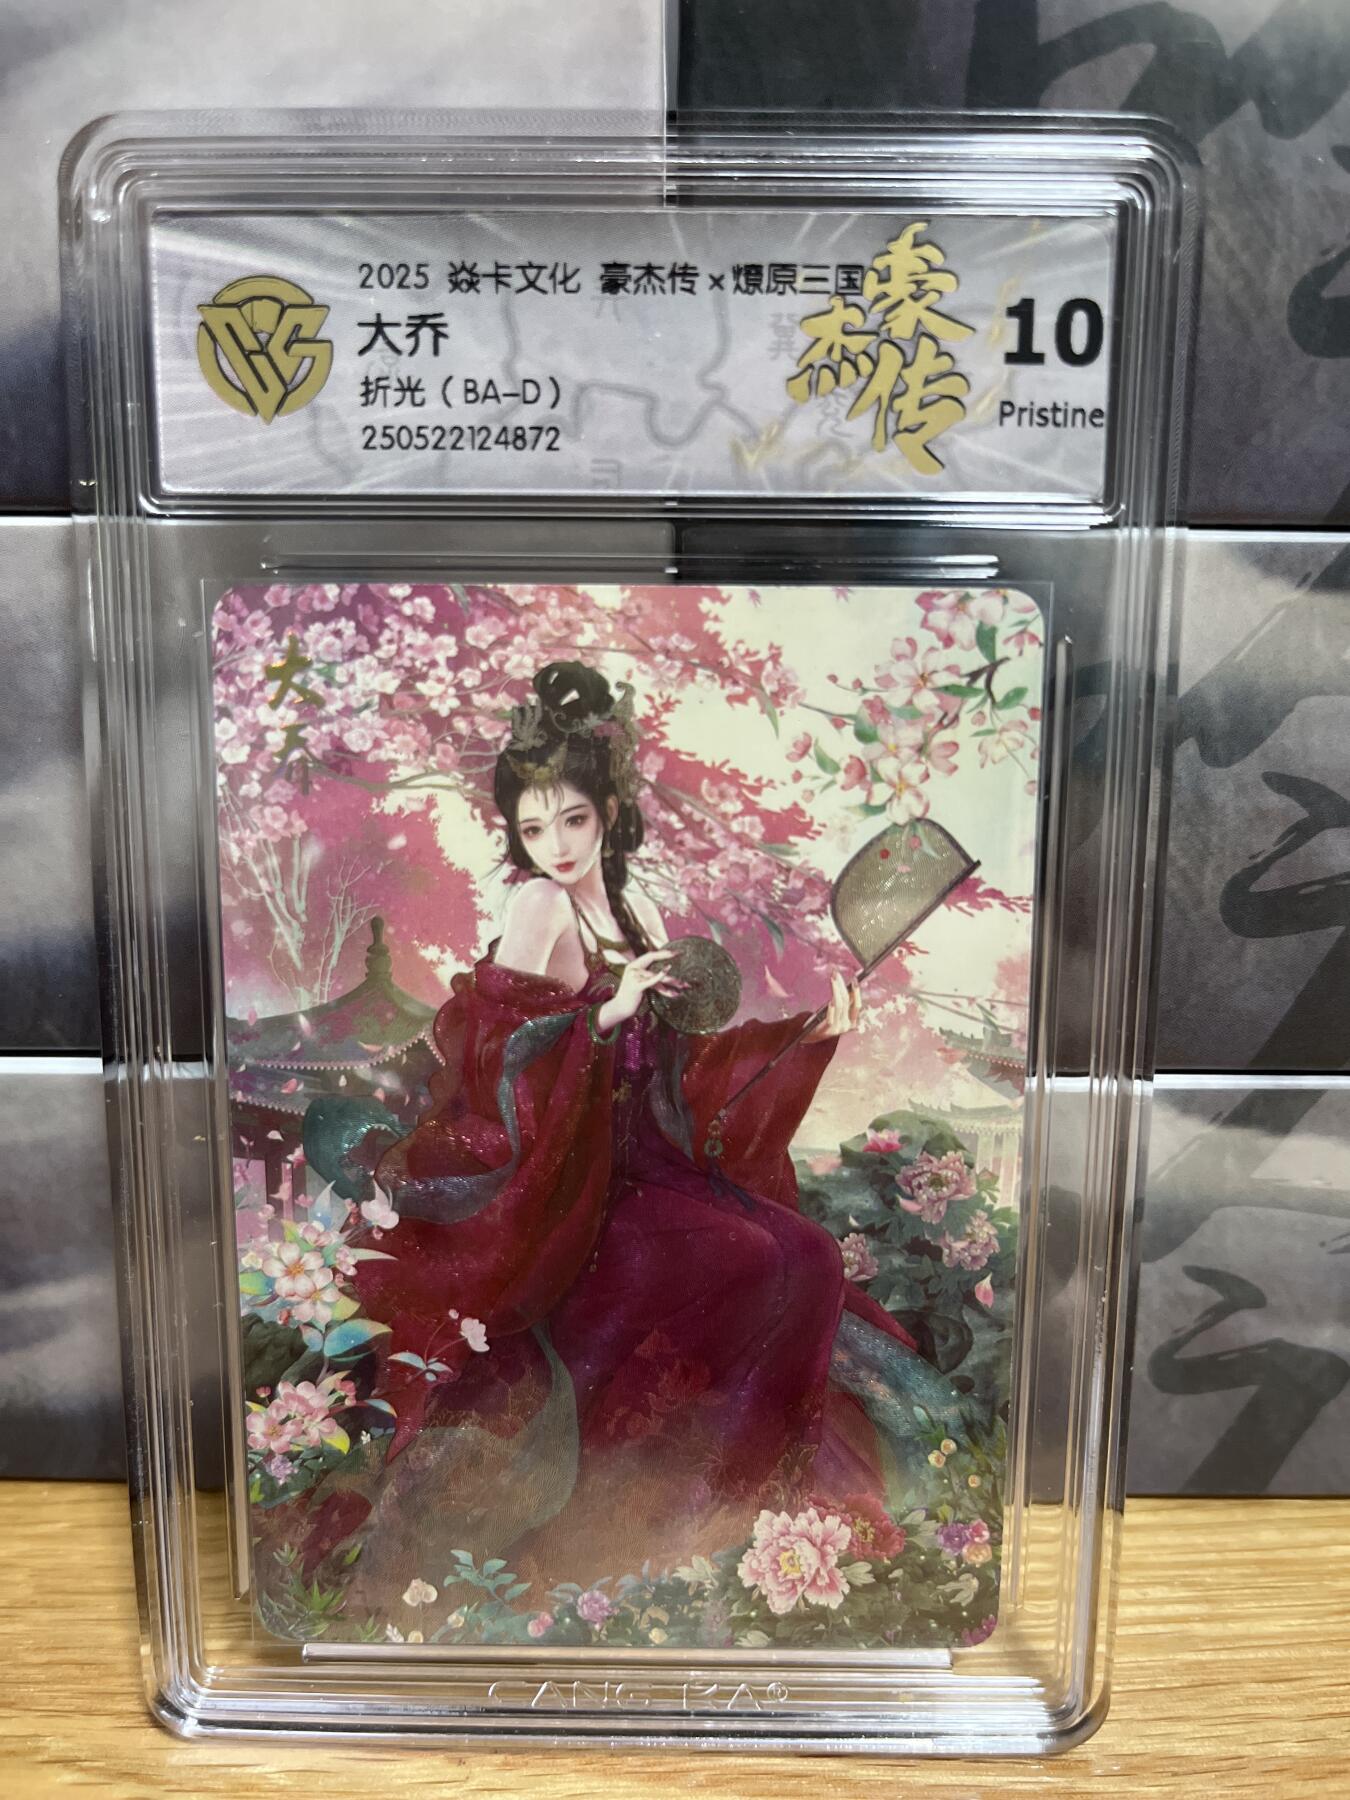 2025 焱卡文化 豪杰传×燎原三国
大乔
折光（BA-D）
250522124872
豪杰传
10
Pristine
大乔
CANG KA®